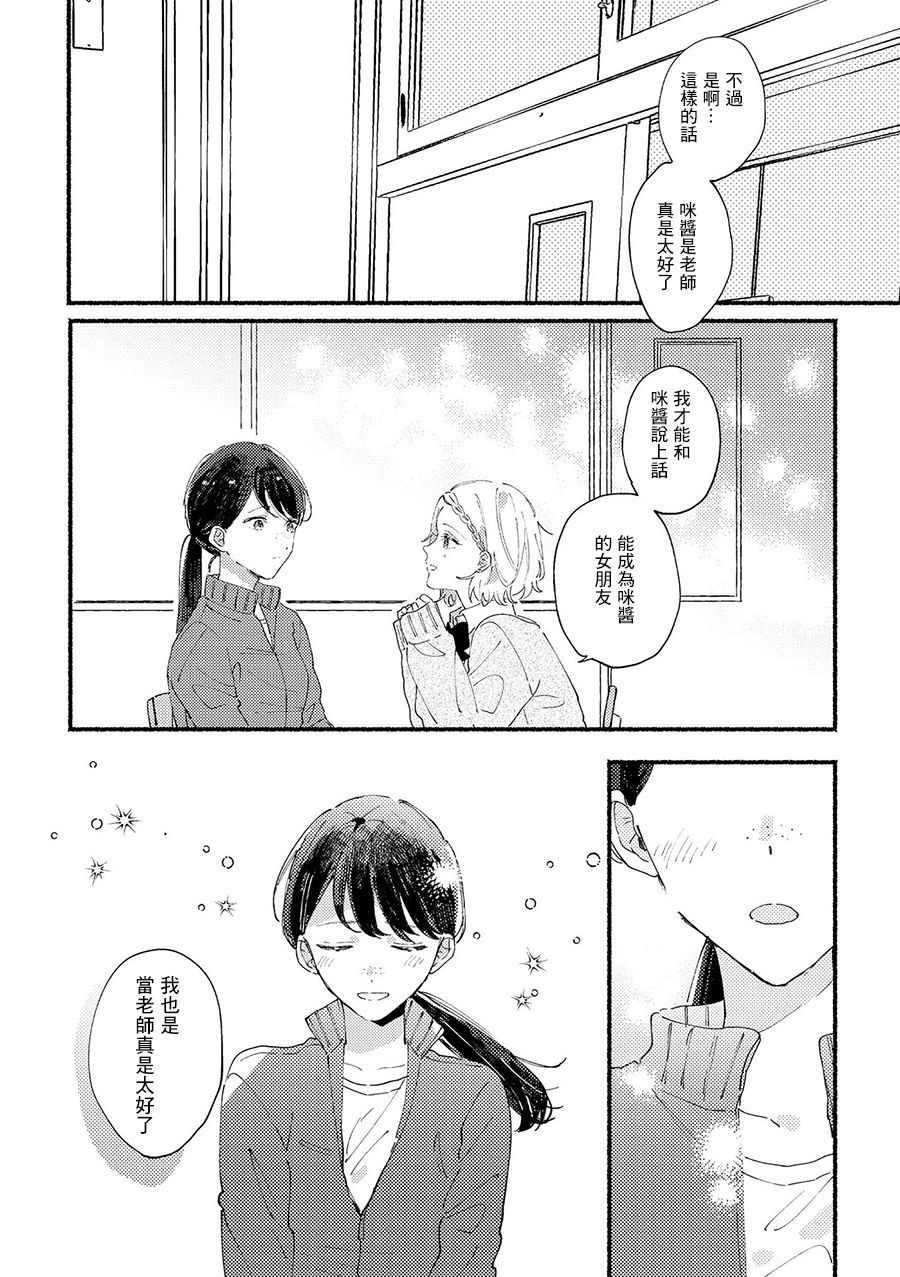 不過
是啊…
這樣的話
咪醬是老師
真是太好了
我才能和
咪醬說上話
能成為咪醬
的女朋友
我也是
當老師真是太好了